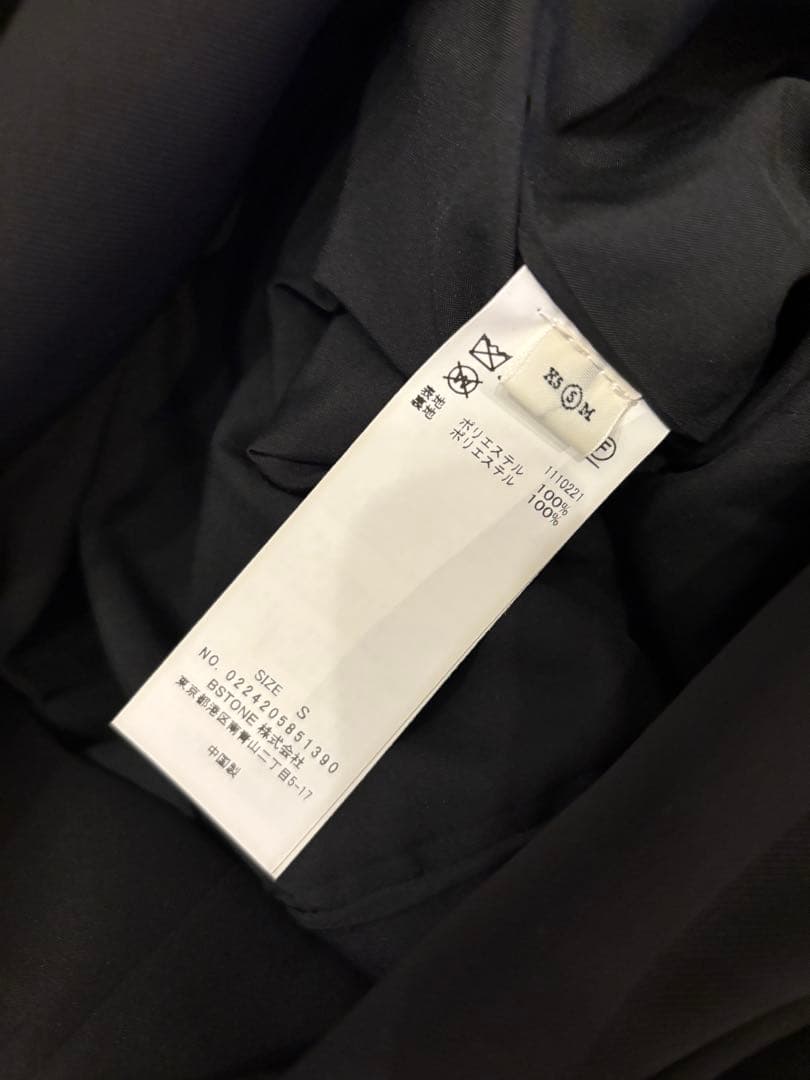 XS S M
F
表地 ポリエステル 100%
裏地 ポリエステル 100%
1110221
SIZE S
NO. 0224205851390
BSTONE 株式会社
東京都港区南青山二丁目5-17
中国製